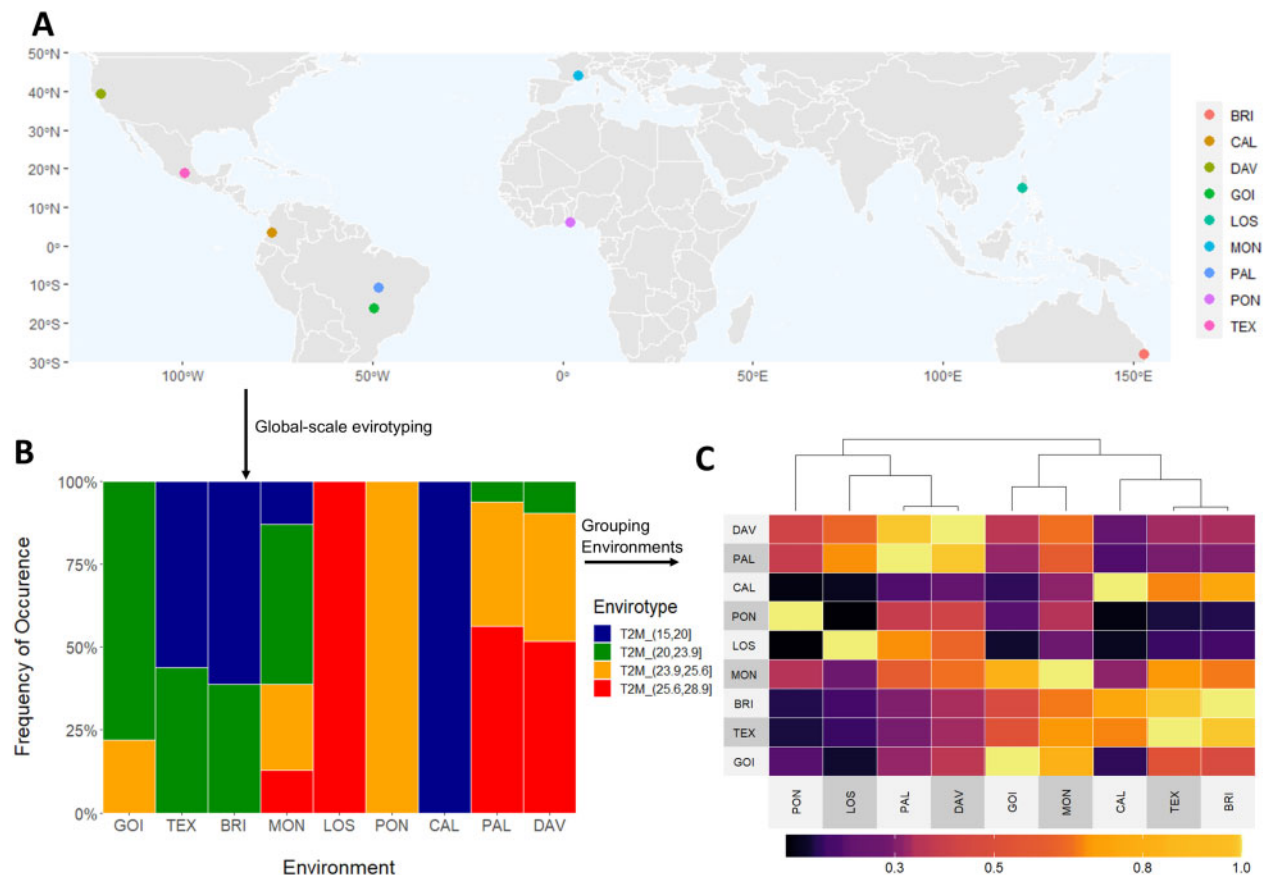 A
50°N
40°N
30°N
20°N
10°N
0°
10°S
20°S
30°S
100°W
50°W
0°
50°E
100°E
150°E
BRI
CAL
DAV
GOI
LOS
MON
PAL
PON
TEX
Global-scale evirotyping
B
Frequency of Occurence
100%
75%
50%
25%
0%
GOI TEX BRI MON LOS PON CAL PAL DAV
Environment
Grouping
Environments
Envirotype
T2M_(15,20]
T2M_(20,23.9]
T2M_(23.9,25.6]
T2M_(25.6,28.9]
C
DAV
PAL
CAL
PON
LOS
MON
BRI
TEX
GOI
PON LOS PAL DAV GOI MON CAL TEX BRI
0.3 0.5 0.8 1.0